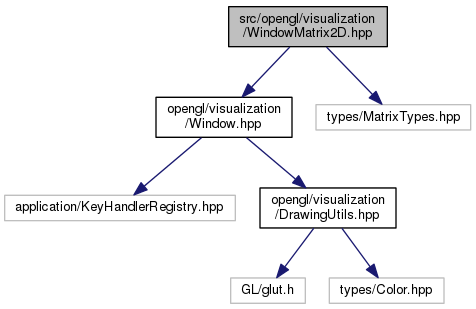 src/opengl/visualization
/WindowMatrix2D.hpp
opengl/visualization
/Window.hpp
types/MatrixTypes.hpp
application/KeyHandlerRegistry.hpp
opengl/visualization
/DrawingUtils.hpp
GL/glut.h
types/Color.hpp